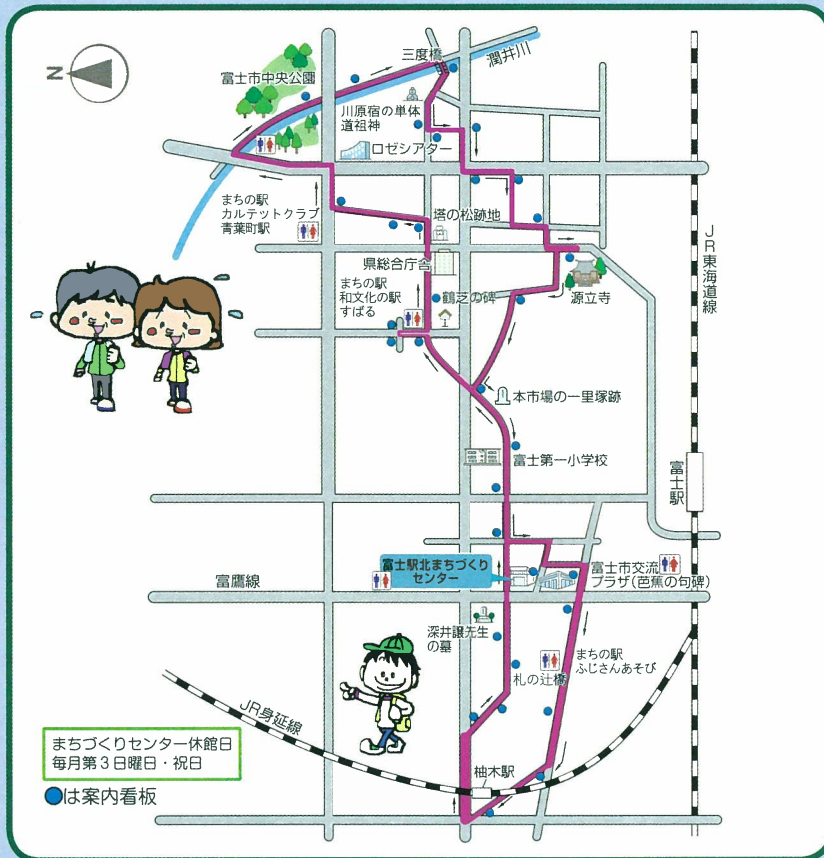 三度橋
潤井川
N
富士市中央公園
川原宿の単体
道祖神
ロゼシアター
まちの駅
カルテットクラブ
青葉町駅
塔の松跡地
県総合庁舎
まちの駅
和文化の駅
すばる
鶴芝の碑
源立寺
JR東海道線
本市場の一里塚跡
富士第一小学校
富士駅
富士駅北まちづくり
センター
富士市交流
プラザ(芭蕉の句碑)
富鷹線
深井譲先生
の墓
まちの駅
ふじさんあそび
札の辻橋
JR身延線
柚木駅
まちづくりセンター休館日
毎月第3日曜日・祝日
●は案内看板